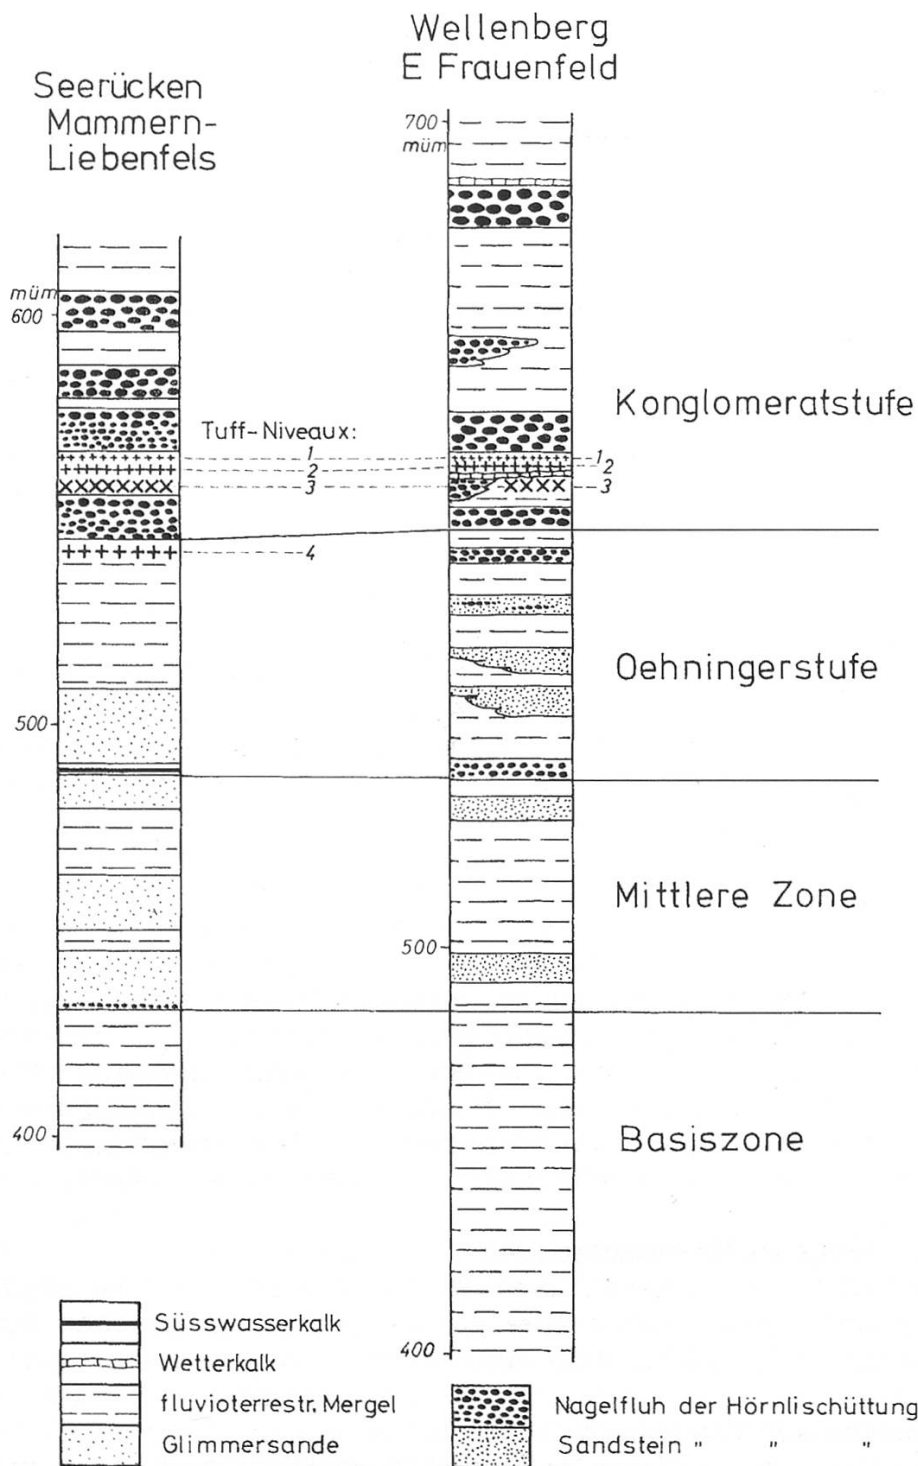 Seerücken
Mammern-
Liebenfels
Wellenberg
E Frauenfeld
müm
600
500
400
Tuff-Niveaux:
1
2
3
4
700
müm
500
400
1
2
3
Konglomeratstufe
Oehningerstufe
Mittlere Zone
Basiszone
Süsswasserkalk
Wetterkalk
fluvioterrestr. Mergel
Glimmersande
Nagelfluh der Hörnlischüttung
Sandstein " " "